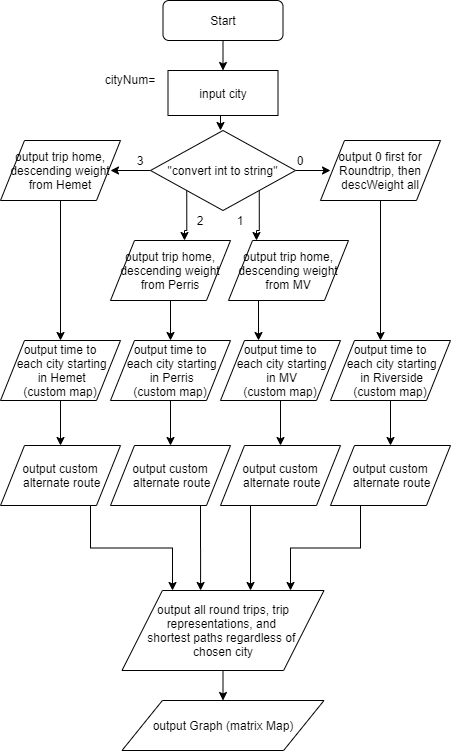 Start
cityNum=
input city
3
"convert int to string"
0
output trip home,
descending weight
from Hemet
output 0 first for
Roundtrip, then
descWeight all
2
1
output trip home,
descending weight
from Perris
output trip home,
descending weight
from MV
output time to
each city starting
in Hemet
(custom map)
output time to
each city starting
in Perris
(custom map)
output time to
each city starting
in MV
(custom map)
output time to
each city starting
in Riverside
(custom map)
output custom
alternate route
output custom
alternate route
output custom
alternate route
output custom
alternate route
output all round trips, trip
representations, and
shortest paths regardless of
chosen city
output Graph (matrix Map)